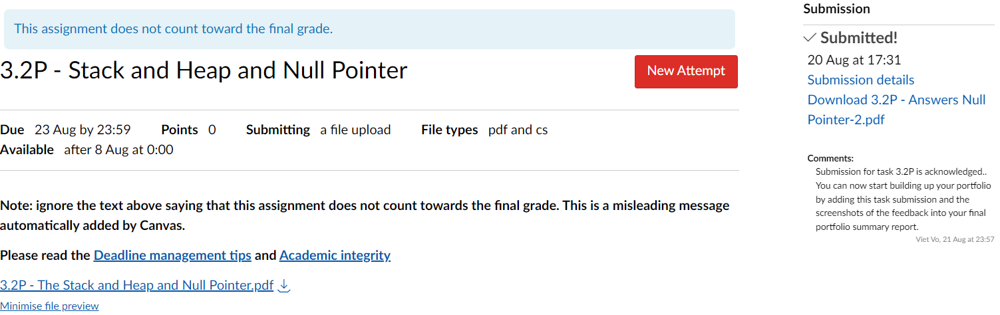 This assignment does not count toward the final grade.
3.2P - Stack and Heap and Null Pointer
New Attempt
Due 23 Aug by 23:59 Points 0 Submitting a file upload File types pdf and cs
Available after 8 Aug at 0:00
Note: ignore the text above saying that this assignment does not count towards the final grade. This is a misleading message
automatically added by Canvas.
Please read the Deadline management tips and Academic integrity
3.2P - The Stack and Heap and Null Pointer.pdf
Minimise file preview
Submission
Submitted!
20 Aug at 17:31
Submission details
Download 3.2P - Answers Null
Pointer-2.pdf
Comments:
Submission for task 3.2P is acknowledged..
You can now start building up your portfolio
by adding this task submission and the
screenshots of the feedback into your final
portfolio summary report.
Viet Vo, 21 Aug at 23:57